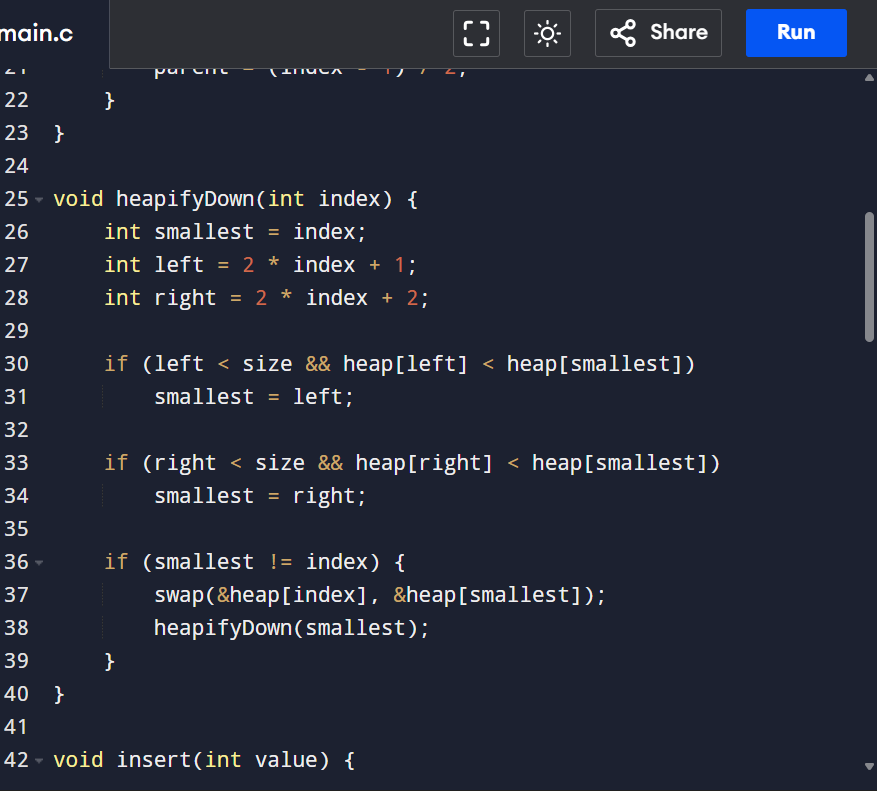 main.c
Share
Run
21 parent = (index - 1) / 2;
22 }
23 }
24
25 void heapifyDown(int index) {
26 int smallest = index;
27 int left = 2 * index + 1;
28 int right = 2 * index + 2;
29
30 if (left < size && heap[left] < heap[smallest])
31 smallest = left;
32
33 if (right < size && heap[right] < heap[smallest])
34 smallest = right;
35
36 if (smallest != index) {
37 swap(&heap[index], &heap[smallest]);
38 heapifyDown(smallest);
39 }
40 }
41
42 void insert(int value) {